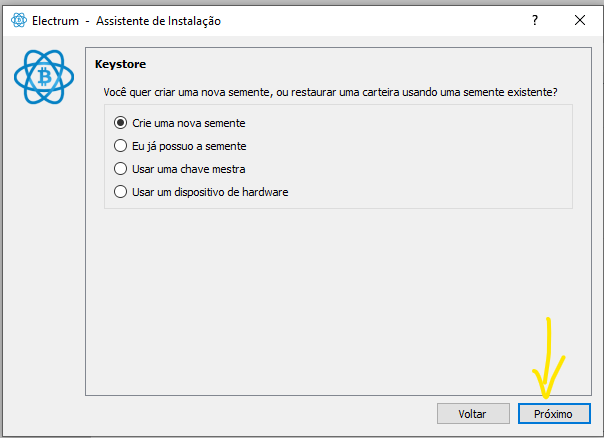 Electrum - Assistente de Instalação
?
Keystore
Você quer criar uma nova semente, ou restaurar uma carteira usando uma semente existente?
Crie uma nova semente
Eu já possuo a semente
Usar uma chave mestra
Usar um dispositivo de hardware
Voltar
Próximo